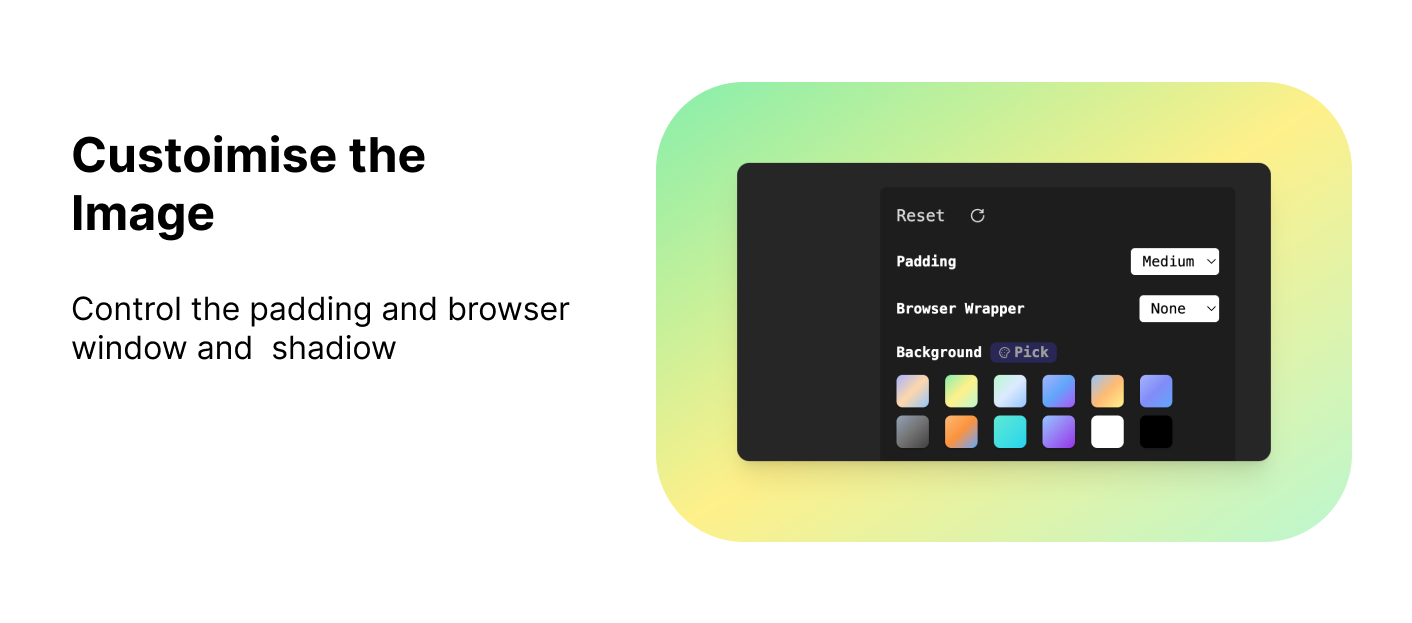 Custoimise the
Image
Control the padding and browser
window and  shadiow
Reset
Padding
Medium
Browser Wrapper
None
Background
Pick